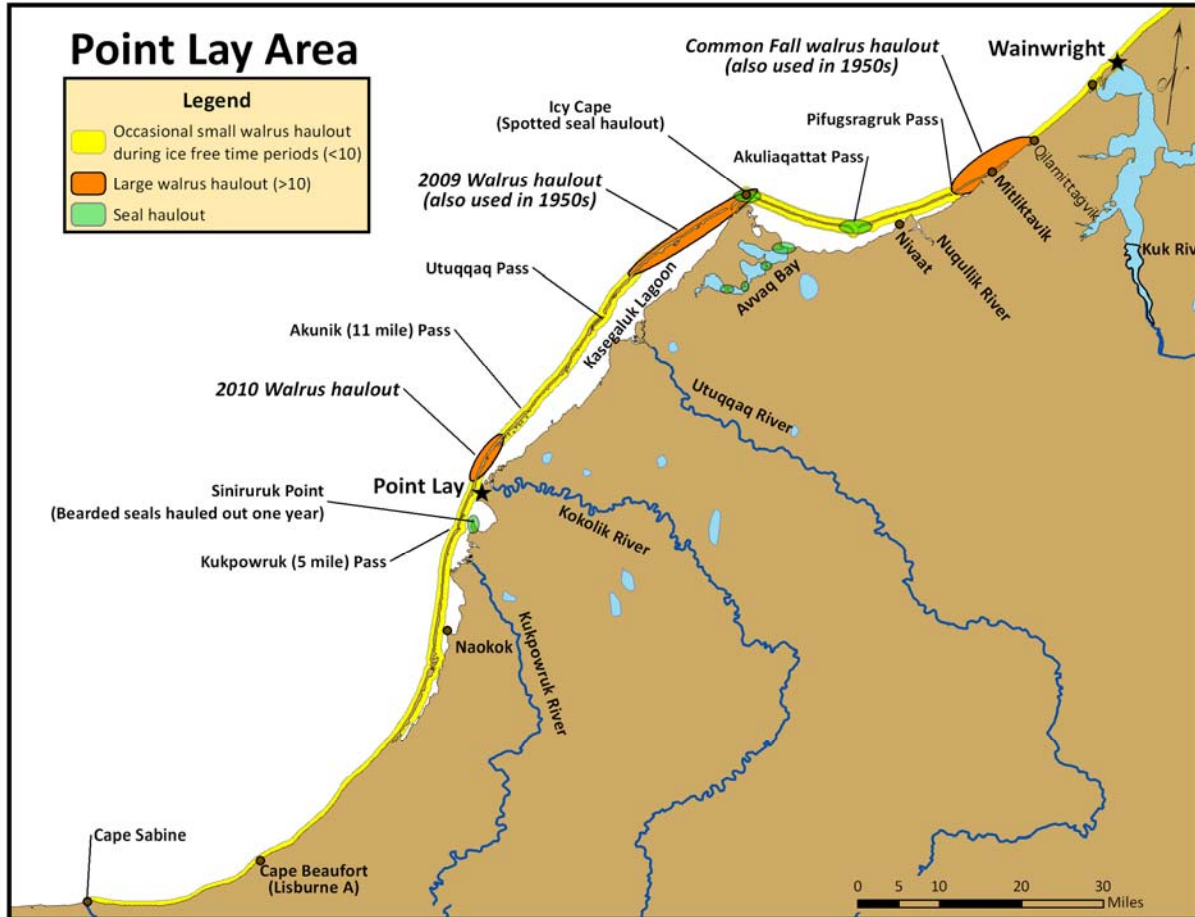 Point Lay Area
Legend
Occasional small walrus haulout
during ice free time periods (<10)
Large walrus haulout (>10)
Seal haulout
Common Fall walrus haulout
(also used in 1950s)
Wainwright
Icy Cape
(Spotted seal haulout)
Pifugsragruk Pass
Akuliaqattat Pass
2009 Walrus haulout
(also used in 1950s)
Qilamittagvik
Mitliktavik
Nivaat
Nuqullik River
Kuk Riv
Avvaq Bay
Utuqqaq Pass
Kasegaluk Lagoon
Akunik (11 mile) Pass
2010 Walrus haulout
Utuqqaq River
Point Lay
Siniruruk Point
(Bearded seals hauled out one year)
Kokolik River
Kukpowruk (5 mile) Pass
Naokok
Kukpowruk River
Cape Sabine
Cape Beaufort
(Lisburne A)
0 5 10 20 30
Miles